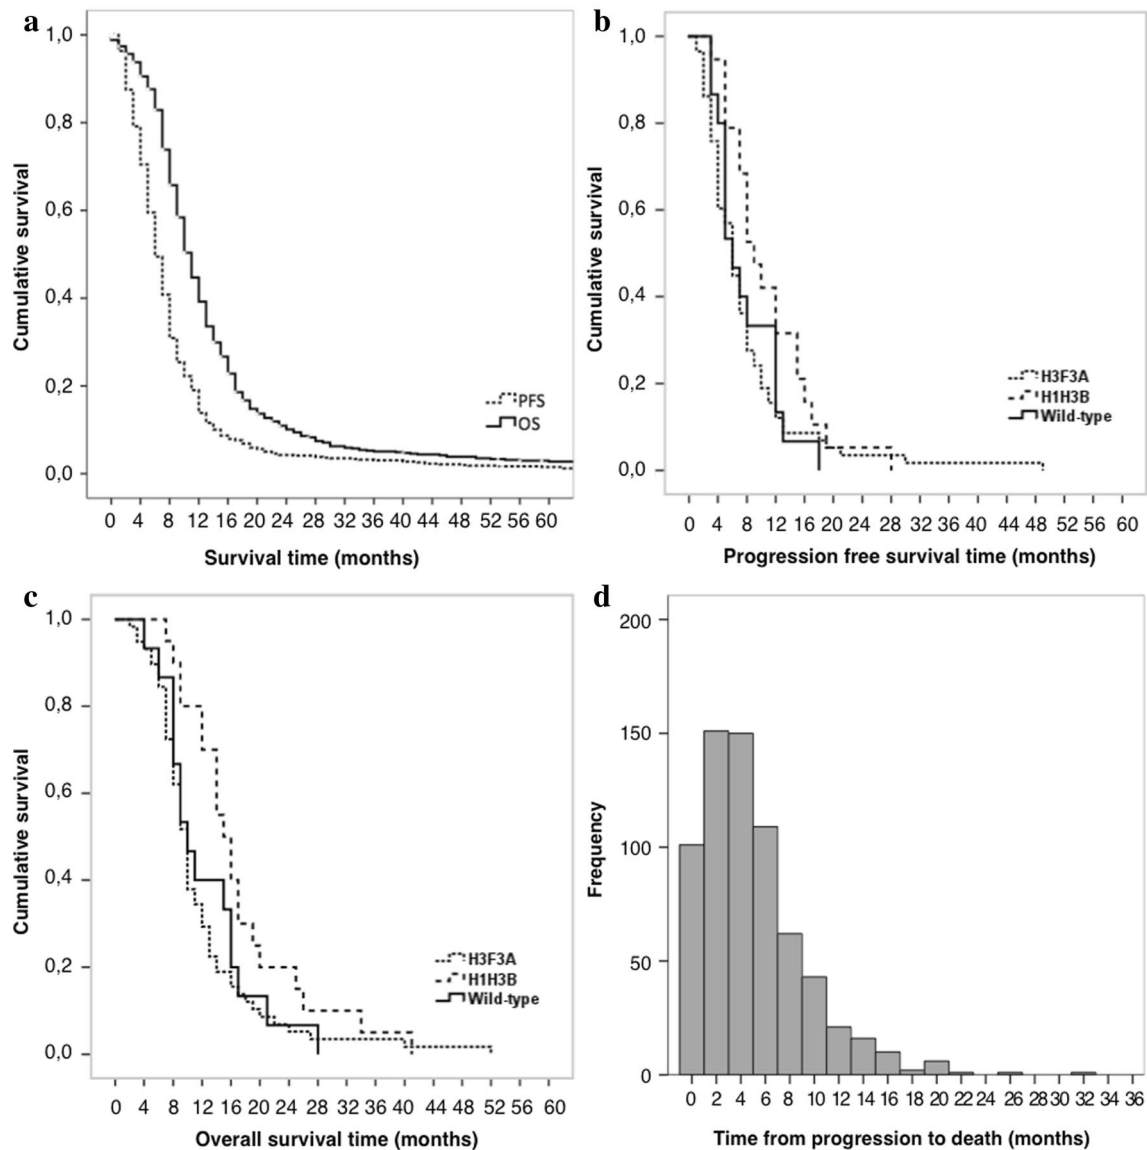 a
1,0
0,8
0,6
0,4
0,2
0,0
Cumulative survival
PFS
OS
0 4 8 12 16 20 24 28 32 36 40 44 48 52 56 60
Survival time (months)
b
1,0
0,8
0,6
0,4
0,2
0,0
Cumulative survival
H3F3A
H1H3B
Wild-type
0 4 8 12 16 20 24 28 32 36 40 44 48 52 56 60
Progression free survival time (months)
c
1,0
0,8
0,6
0,4
0,2
0,0
Cumulative survival
H3F3A
H1H3B
Wild-type
0 4 8 12 16 20 24 28 32 36 40 44 48 52 56 60
Overall survival time (months)
d
200
150
100
50
0
Frequency
0 2 4 6 8 10 12 14 16 18 20 22 24 26 28 30 32 34 36
Time from progression to death (months)